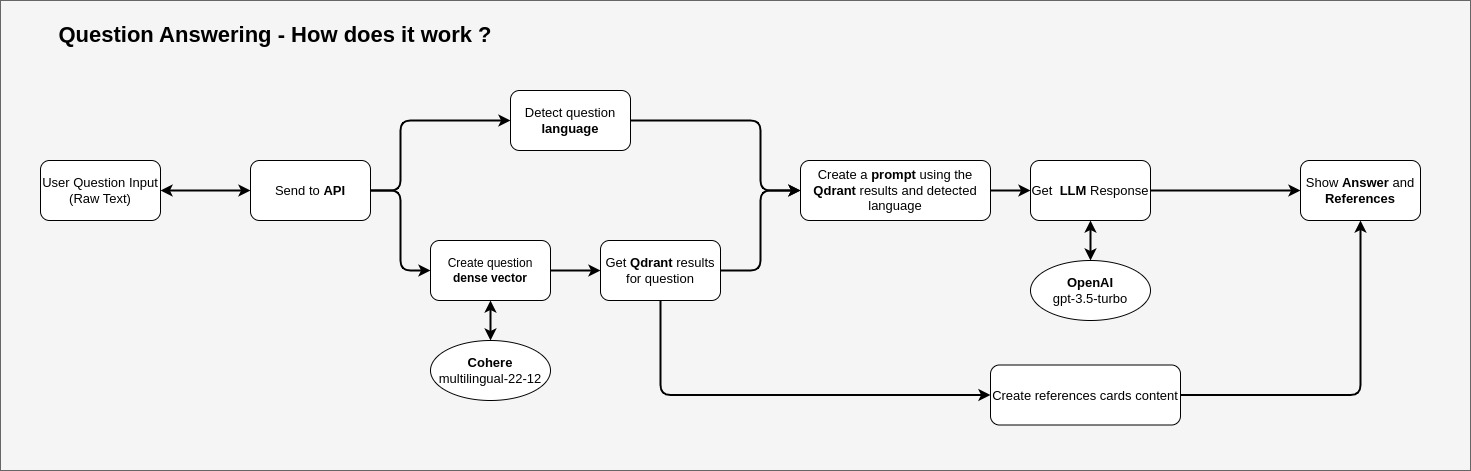 Question Answering - How does it work ?
Detect question
language
User Question Input
(Raw Text)
Send to API
Create a prompt using the
Qdrant results and detected
language
Get LLM Response
Show Answer and
References
Create question
dense vector
Get Qdrant results
for question
OpenAI
gpt-3.5-turbo
Cohere
multilingual-22-12
Create references cards content